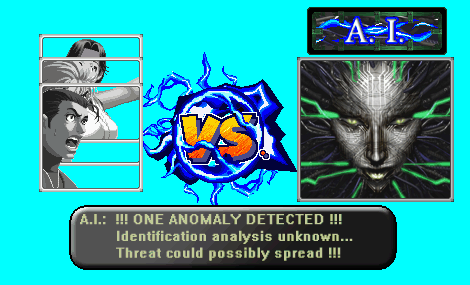 A. I.
VS.
A.I.: !!! ONE ANOMALY DETECTED !!!
Identification analysis unknown...
Threat could possibly spread !!!